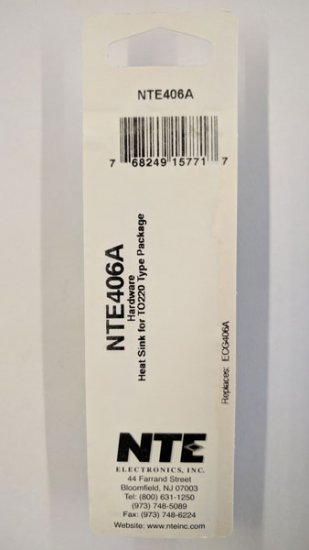 NTE406A
7 68249 15771 7
NTE406A
Hardware
Heat Sink for TO220 Type Package
Replaces: ECG406A
NTE
ELECTRONICS, INC.
44 Farrand Street
Bloomfield, NJ 07003
Tel: (800) 631-1250
(973) 748-5089
Fax: (973) 748-6224
Website: www.nteinc.com